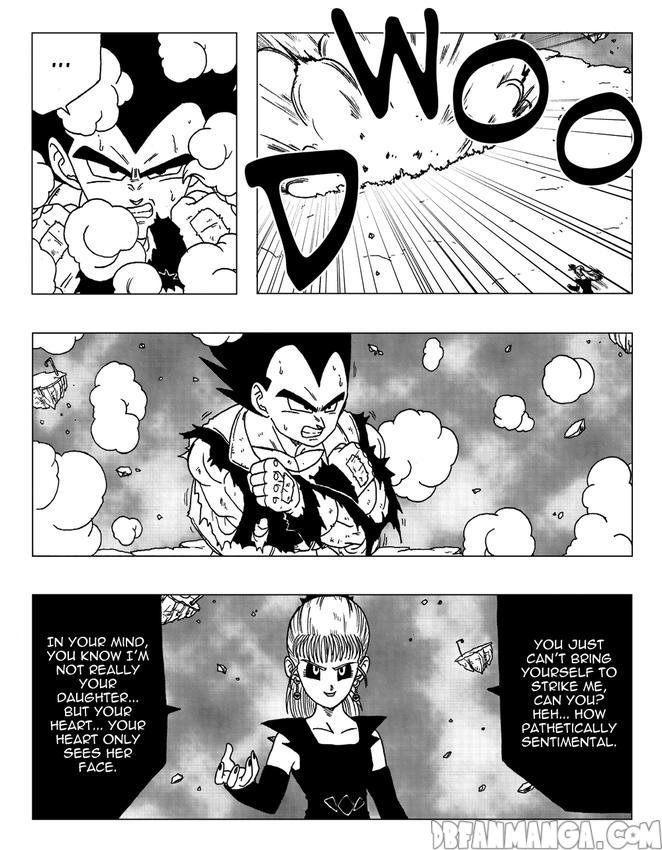 DWOO
...
YOU JUST
CAN'T BRING
YOURSELF TO
STRIKE ME,
CAN YOU?
HEH... HOW
PATHETICALLY
SENTIMENTAL.
IN YOUR MIND,
YOU KNOW I'M
NOT REALLY
YOUR
DAUGHTER...
BUT YOUR
HEART... YOUR
HEART ONLY
SEES HER
FACE.
DBFANMANGA.COM